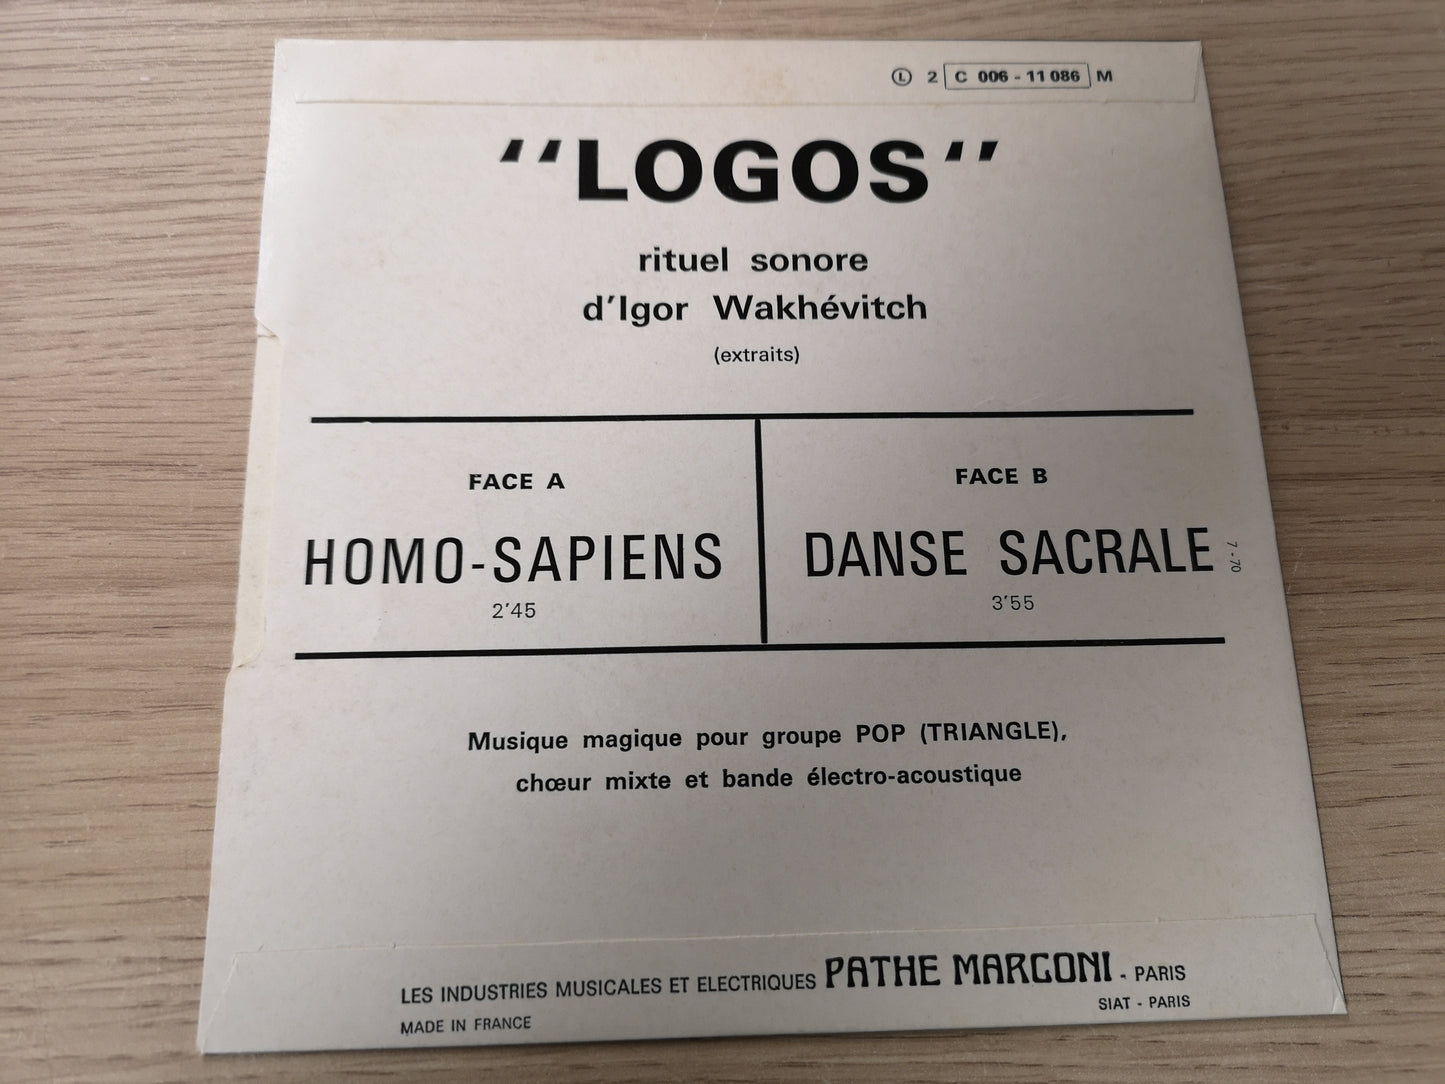 Ⓛ 2 C 006 - 11 086 M
"LOGOS"
rituel sonore
d'Igor Wakhévitch
(extraits)
FACE A
HOMO-SAPIENS
2'45
FACE B
DANSE SACRALE
3'55
7 - 70
Musique magique pour groupe POP (TRIANGLE),
chœur mixte et bande électro-acoustique
LES INDUSTRIES MUSICALES ET ELECTRIQUES PATHE MARCONI - PARIS
SIAT - PARIS
MADE IN FRANCE